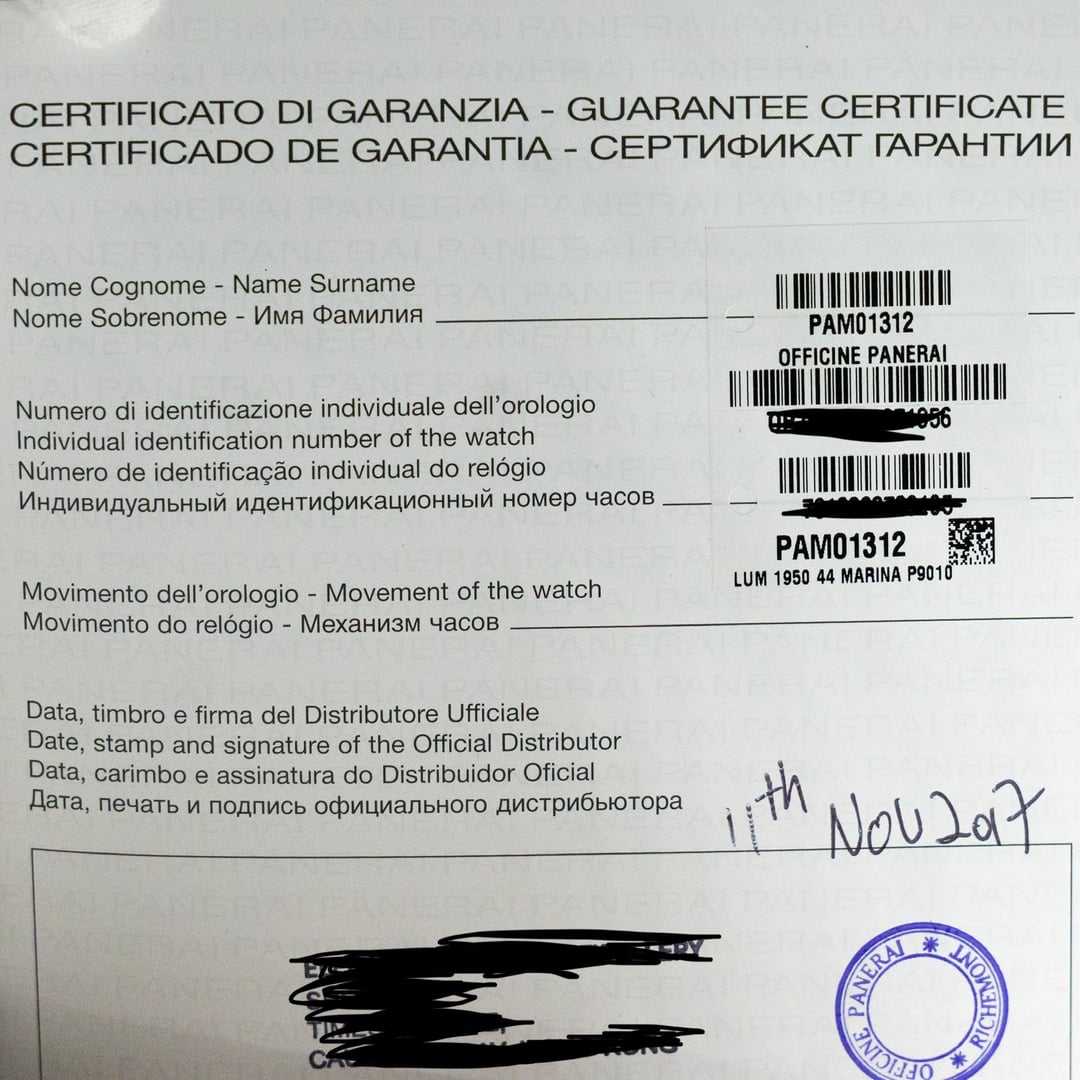 CERTIFICATO DI GARANZIA - GUARANTEE CERTIFICATE
CERTIFICADO DE GARANTIA - СЕРТИФИКАТ ГАРАНТИИ
Nome Cognome - Name Surname
Nome Sobrenome - Имя Фамилия
PAM01312
OFFICINE PANERAI
Numero di identificazione individuale dell'orologio
Individual identification number of the watch
Número de identificação individual do relógio
Индивидуальный идентификационный номер часов
PAM01312
LUM 1950 44 MARINA P9010
Movimento dell'orologio - Movement of the watch
Movimento do relógio - Механизм часов
Data, timbro e firma del Distributore Ufficiale
Date, stamp and signature of the Official Distributor
Data, carimbo e assinatura do Distribuidor Oficial
Дата, печать и подпись официального дистрибьютора
11th Nov 2017
OFFICINE PANERAI
RICHEMONT